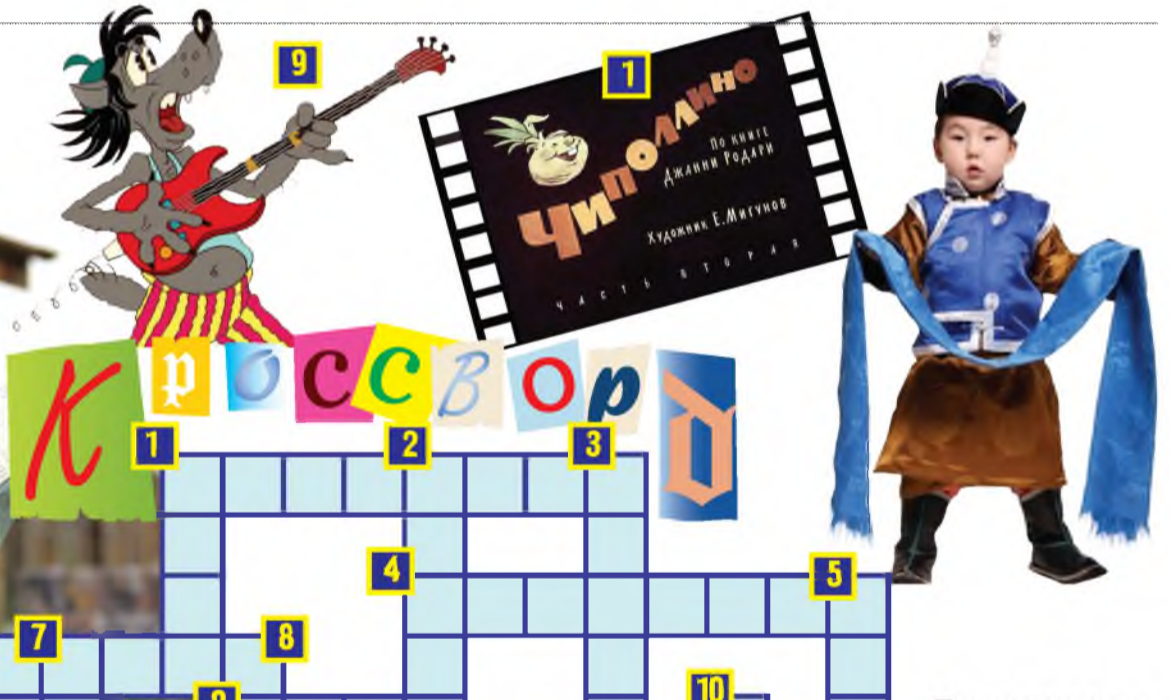 9
1
Чиполлино
По книге
Джанни Родари
Художник Е.Мигунов
часть вторая
Кроссворд
1
2
3
4
5
7
8
9
10